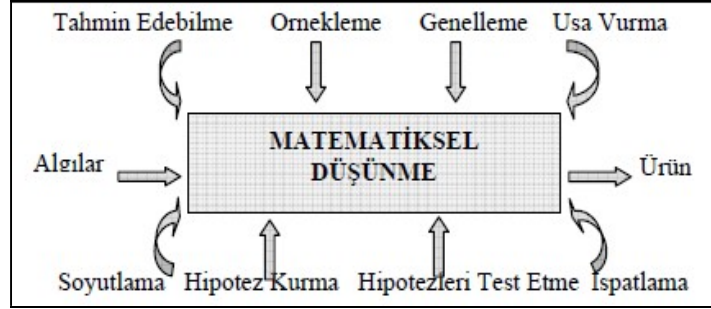 Tahmin Edebilme Ornekleme Genelleme Usa Vurma
MATEMATİKSEL
DÜŞÜNME
Algılar
Ürün
Soyutlama Hipotez Kurma Hipotezleri Test Etme İspatlama